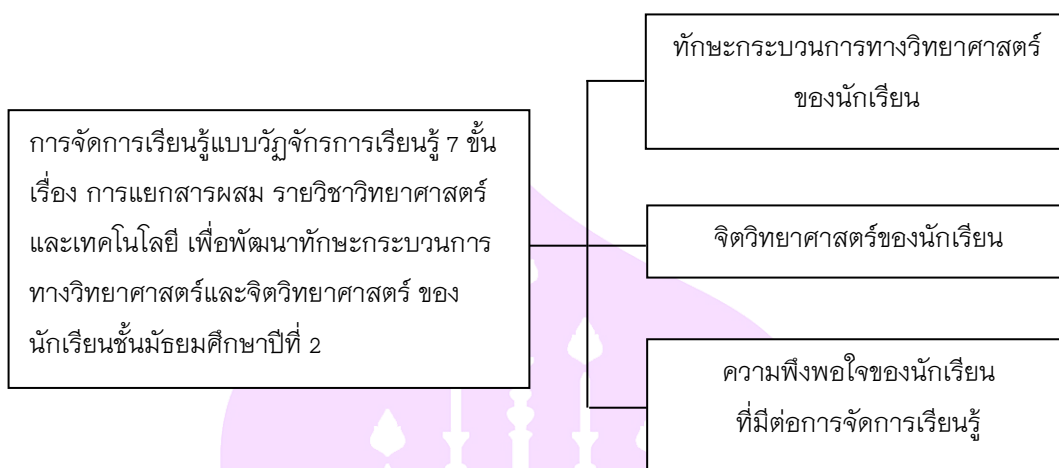 ทักษะกระบวนการทางวิทยาศาสตร์
ของนักเรียน
การจัดการเรียนรู้แบบวัฏจักรการเรียนรู้ 7 ขั้น
เรื่อง การแยกสารผสม รายวิชาวิทยาศาสตร์
และเทคโนโลยี เพื่อพัฒนาทักษะกระบวนการ
ทางวิทยาศาสตร์และจิตวิทยาศาสตร์ ของ
นักเรียนชั้นมัธยมศึกษาปีที่ 2
จิตวิทยาศาสตร์ของนักเรียน
ความพึงพอใจของนักเรียน
ที่มีต่อการจัดการเรียนรู้